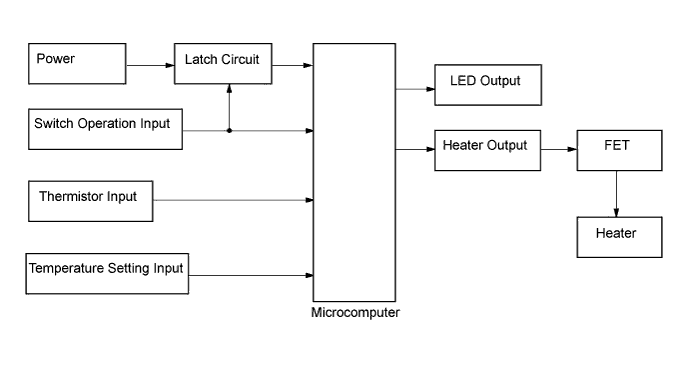 Power
Latch Circuit
LED Output
Switch Operation Input
Heater Output
FET
Thermistor Input
Heater
Temperature Setting Input
Microcomputer